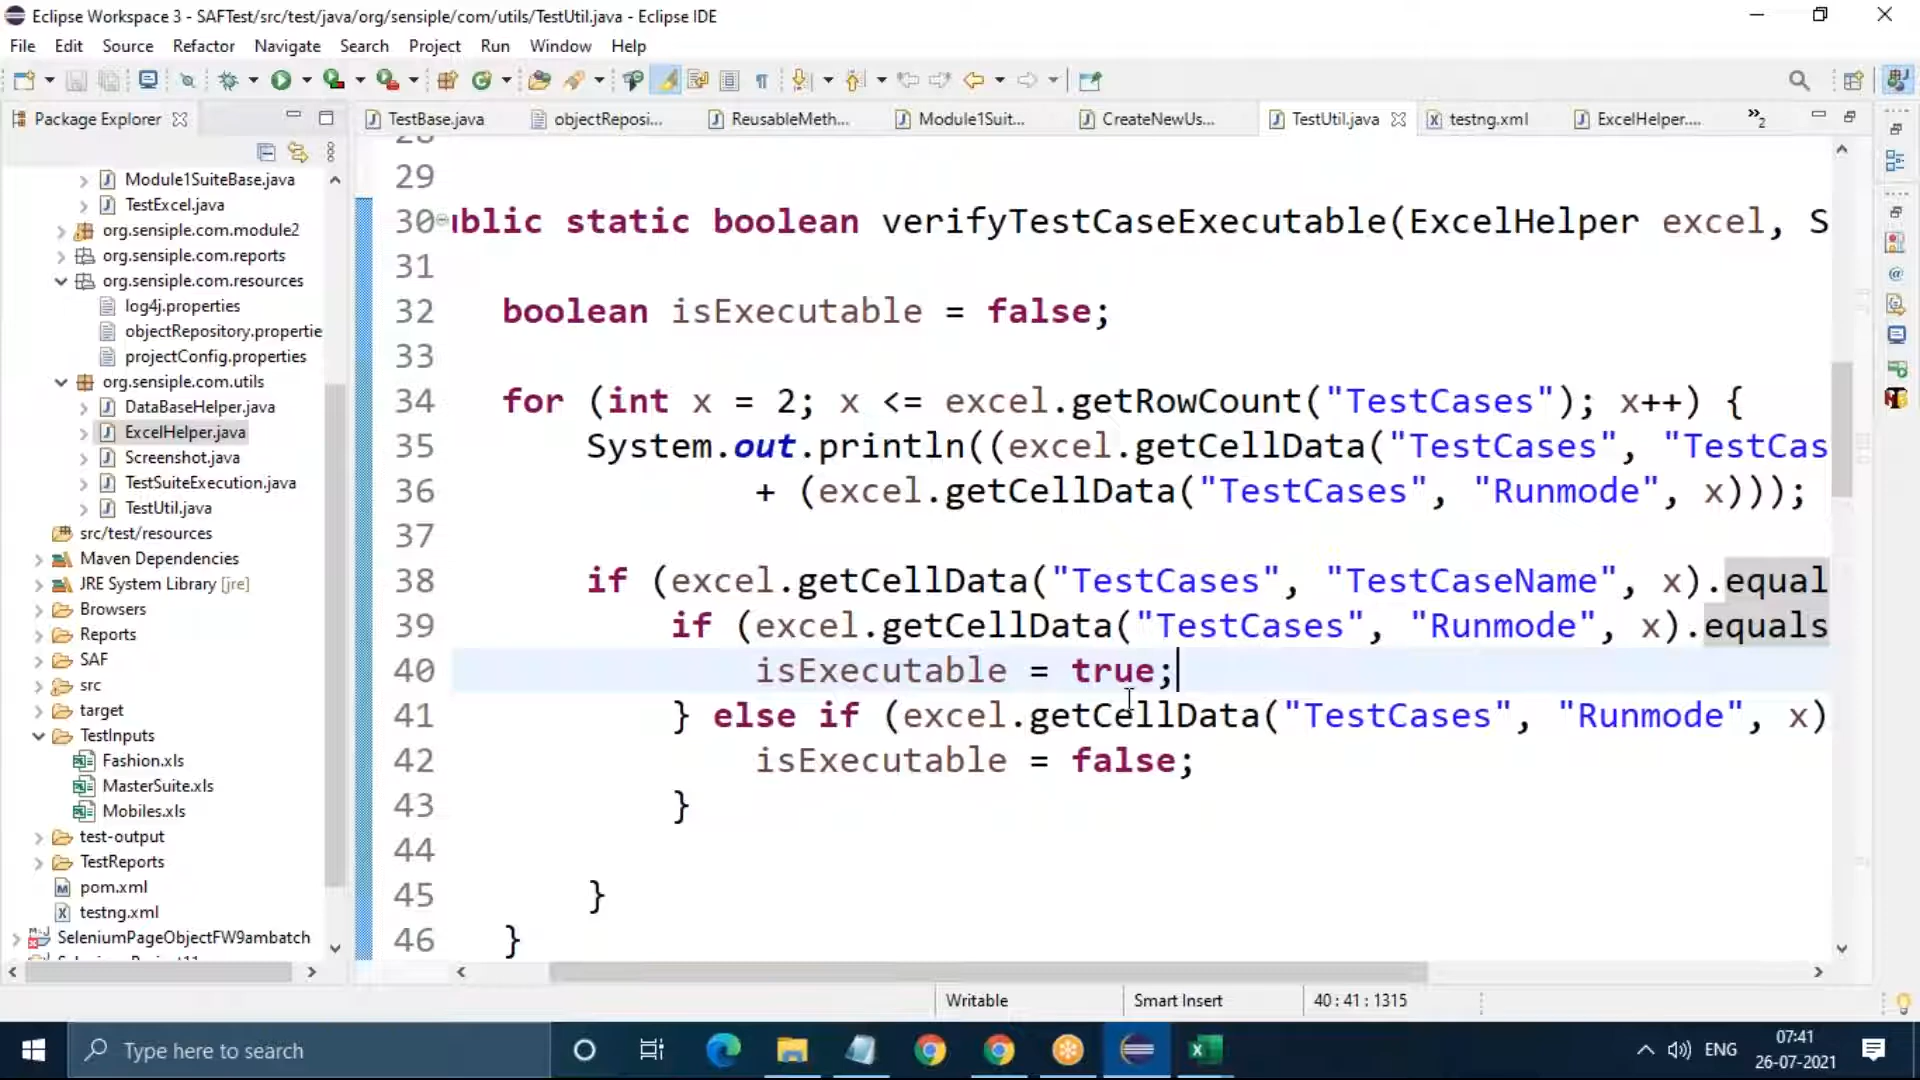 Eclipse Workspace 3 - SAFTest/src/test/java/org/sensiple/com/utils/TestUtil.java - Eclipse IDE
File Edit Source Refactor Navigate Search Project Run Window Help
Package Explorer
TestBase.java objectReposi... ReusableMeth... Module1Suit... CreateNewUs... TestUtil.java testng.xml ExcelHelper.... »2
Module1SuiteBase.java
TestExcel.java
org.sensiple.com.module2
org.sensiple.com.reports
org.sensiple.com.resources
log4j.properties
objectRepository.propertie
projectConfig.properties
org.sensiple.com.utils
DataBaseHelper.java
ExcelHelper.java
Screenshot.java
TestSuiteExecution.java
TestUtil.java
src/test/resources
Maven Dependencies
JRE System Library [jre]
Browsers
Reports
SAF
src
target
TestInputs
Fashion.xls
MasterSuite.xls
Mobiles.xls
test-output
TestReports
pom.xml
testng.xml
SeleniumPageObjectFW9ambatch
28
29
30 ublic static boolean verifyTestCaseExecutable(ExcelHelper excel, S
31
32 boolean isExecutable = false;
33
34 for (int x = 2; x <= excel.getRowCount("TestCases"); x++) {
35 System.out.println((excel.getCellData("TestCases", "TestCas
36 + (excel.getCellData("TestCases", "Runmode", x)));
37
38 if (excel.getCellData("TestCases", "TestCaseName", x).equal
39 if (excel.getCellData("TestCases", "Runmode", x).equals
40 isExecutable = true;
41 } else if (excel.getCellData("TestCases", "Runmode", x)
42 isExecutable = false;
43 }
44
45 }
46 }
Writable Smart Insert 40 : 41 : 1315
Type here to search
ENG
07:41
26-07-2021